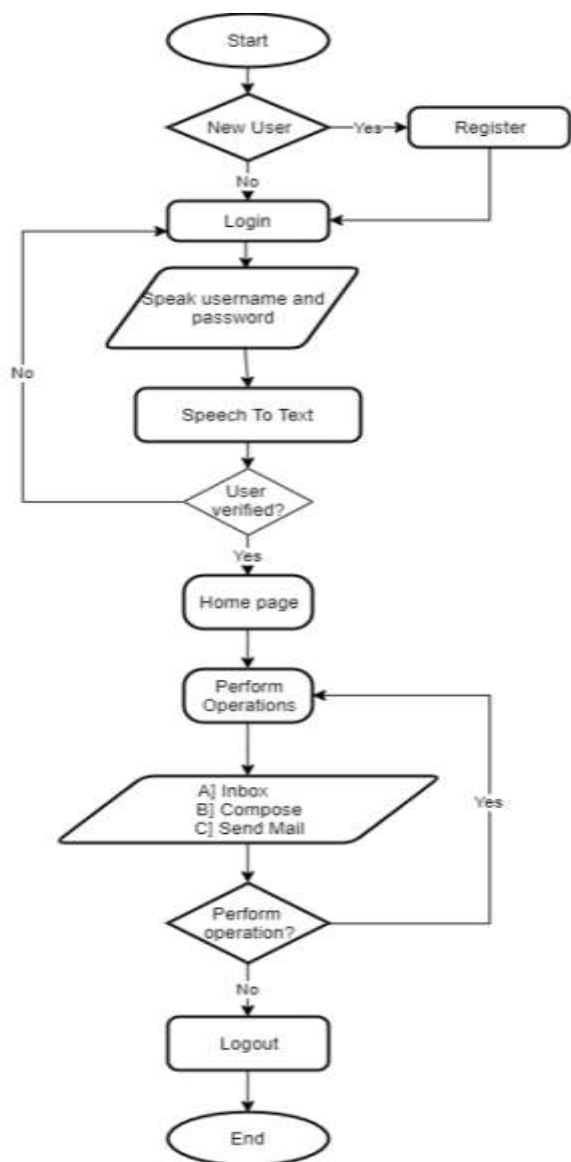 Start
New User
Yes
Register
No
Login
Speak username and
password
No
Speech To Text
User
verified?
Yes
Home page
Perform
Operations
A] Inbox
B] Compose
C] Send Mail
Yes
Perform
operation?
No
Logout
End